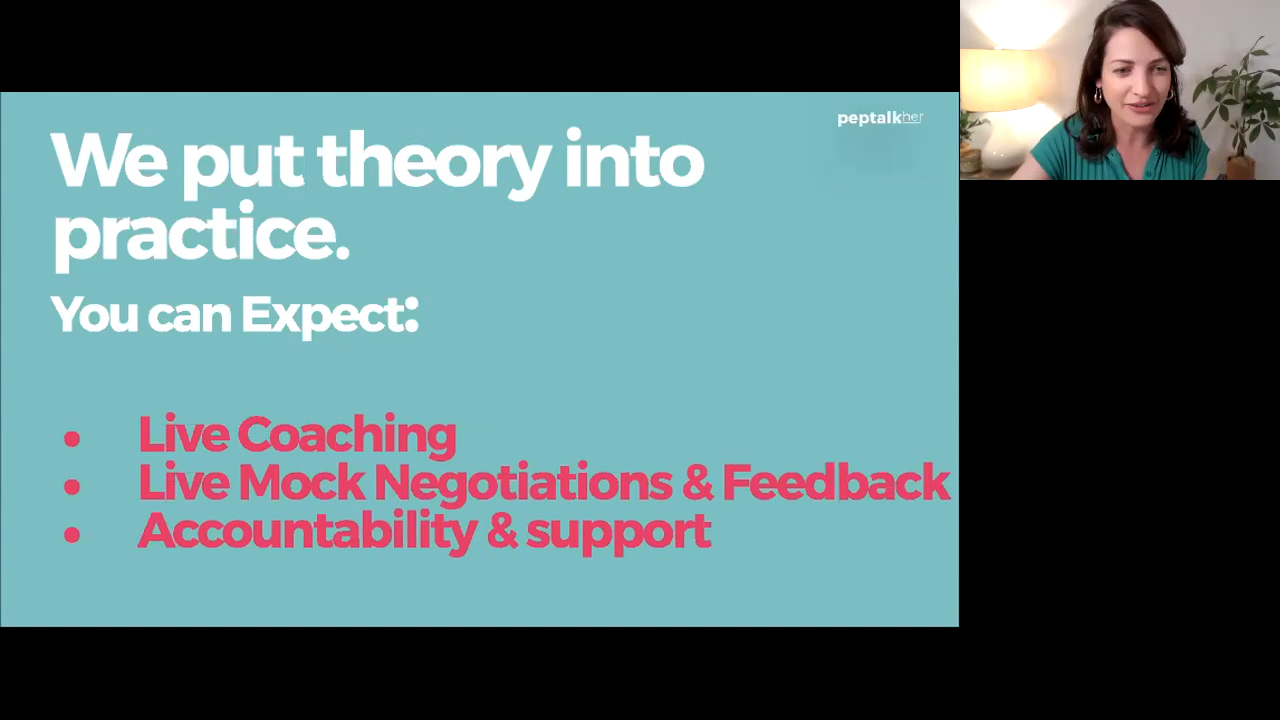 peptalkher
We put theory into
practice.
You can Expect:
• Live Coaching
• Live Mock Negotiations & Feedback
• Accountability & support